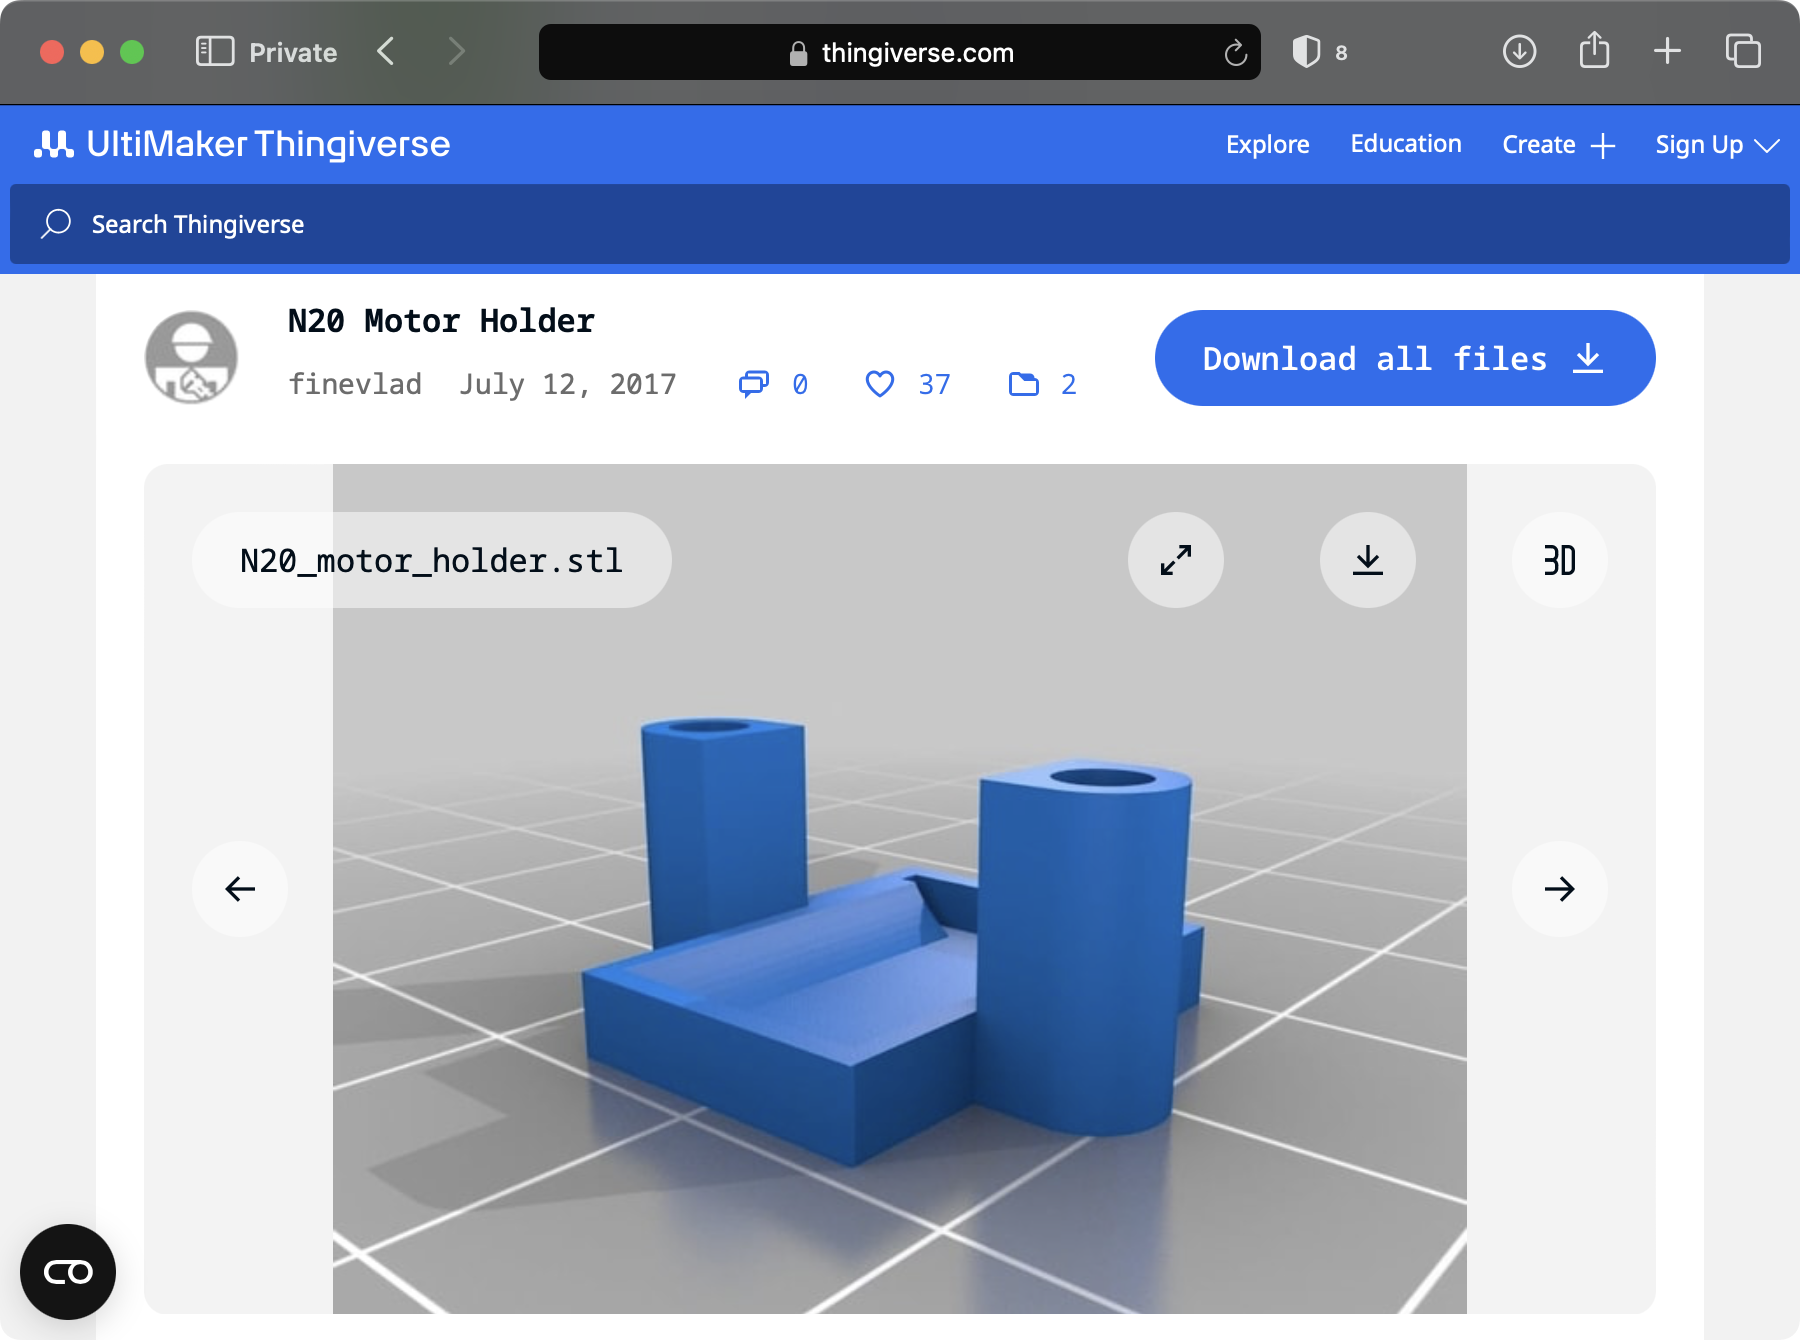 Private
thingiverse.com
8
UltiMaker Thingiverse
Explore
Education
Create
Sign Up
Search Thingiverse
N20 Motor Holder
finevlad July 12, 2017 0 37 2
Download all files
N20_motor_holder.stl
3D